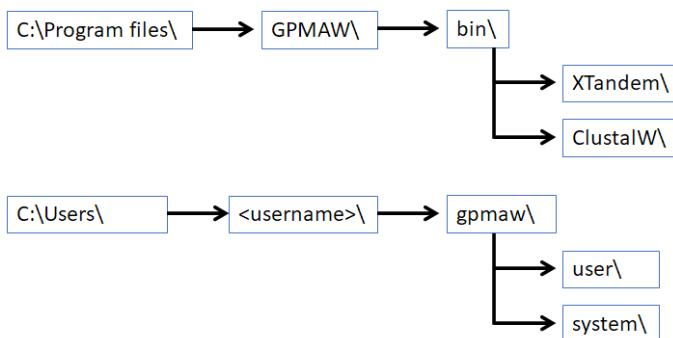 C:\Program files\ GPMAW\ bin\
XTandem\
ClustalW\
C:\Users\ <username>\ gpmaw\
user\
system\